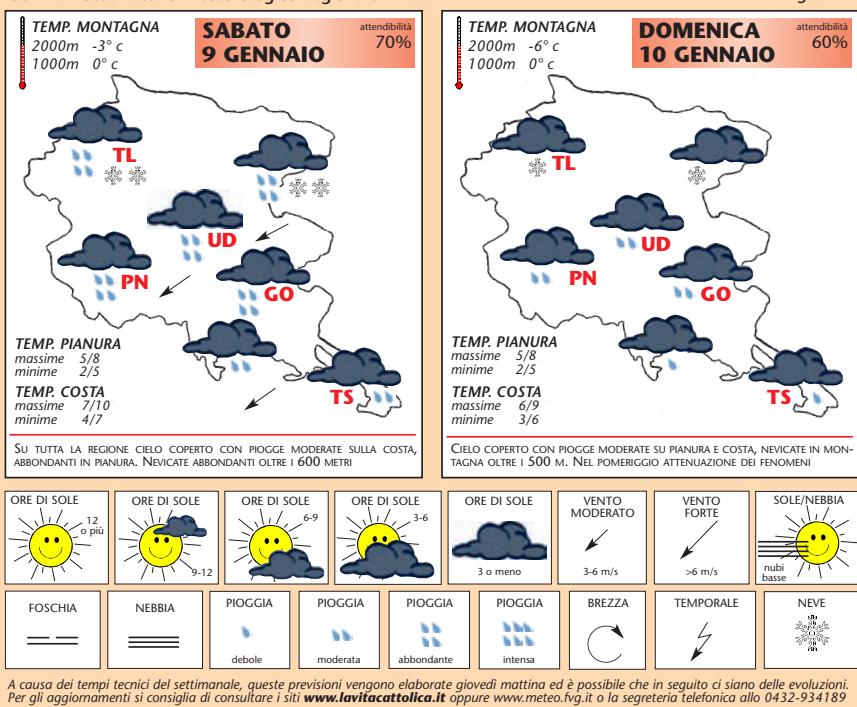 TEMP. MONTAGNA
2000m -3° c
1000m 0° c
SABATO
9 GENNAIO
attendibilità
70%
TL
UD
PN
GO
TS
TEMP. PIANURA
massime 5/8
minime 2/5
TEMP. COSTA
massime 7/10
minime 4/7
SU TUTTA LA REGIONE CIELO COPERTO CON PIOGGE MODERATE SULLA COSTA,
ABBONDANTI IN PIANURA. NEVICATE ABBONDANTI OLTRE I 600 METRI
TEMP. MONTAGNA
2000m -6° c
1000m 0° c
DOMENICA
10 GENNAIO
attendibilità
60%
TL
UD
PN
GO
TS
TEMP. PIANURA
massime 5/8
minime 2/5
TEMP. COSTA
massime 6/9
minime 3/6
CIELO COPERTO CON PIOGGE MODERATE SU PIANURA E COSTA, NEVICATE IN MON-
TAGNA OLTRE I 500 M. NEL POMERIGGIO ATTENUAZIONE DEI FENOMENI
ORE DI SOLE
12
o più
ORE DI SOLE
9-12
ORE DI SOLE
6-9
ORE DI SOLE
3-6
ORE DI SOLE
3 o meno
VENTO
MODERATO
3-6 m/s
VENTO
FORTE
>6 m/s
SOLE/NEBBIA
nubi
basse
FOSCHIA
NEBBIA
PIOGGIA
debole
PIOGGIA
moderata
PIOGGIA
abbondante
PIOGGIA
intensa
BREZZA
TEMPORALE
NEVE
A causa dei tempi tecnici del settimanale, queste previsioni vengono elaborate giovedì mattina ed è possibile che in seguito ci siano delle evoluzioni.
Per gli aggiornamenti si consiglia di consultare i siti www.lavitacattolica.it oppure www.meteo.fvg.it o la segreteria telefonica allo 0432-934189